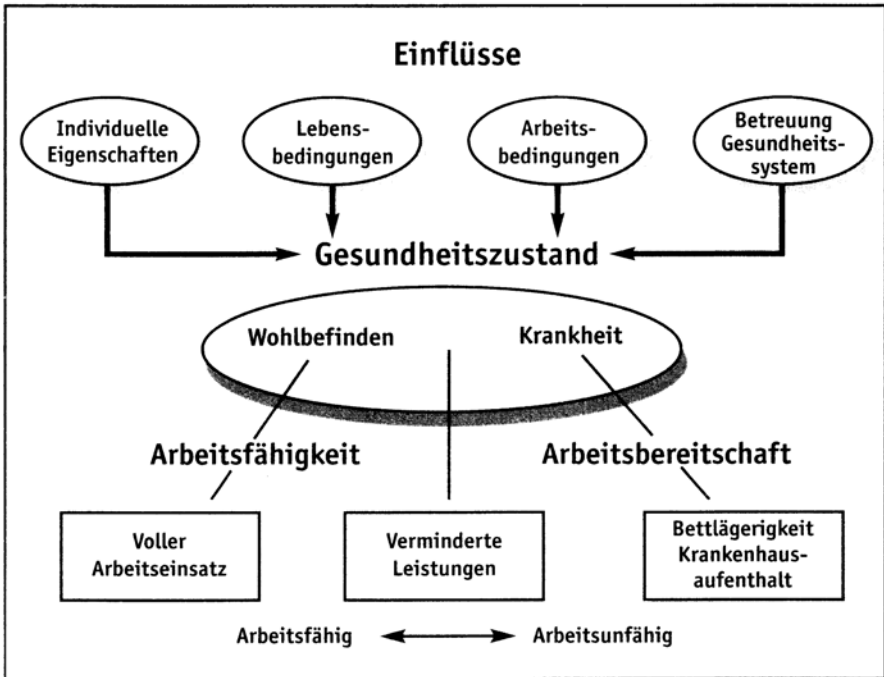 Einflüsse
Individuelle
Eigenschaften
Lebens-
bedingungen
Arbeits-
bedingungen
Betreuung
Gesundheits-
system
Gesundheitszustand
Wohlbefinden
Krankheit
Arbeitsfähigkeit
Arbeitsbereitschaft
Voller
Arbeitseinsatz
Verminderte
Leistungen
Bettlägerigkeit
Krankenhaus-
aufenthalt
Arbeitsfähig
Arbeitsunfähig